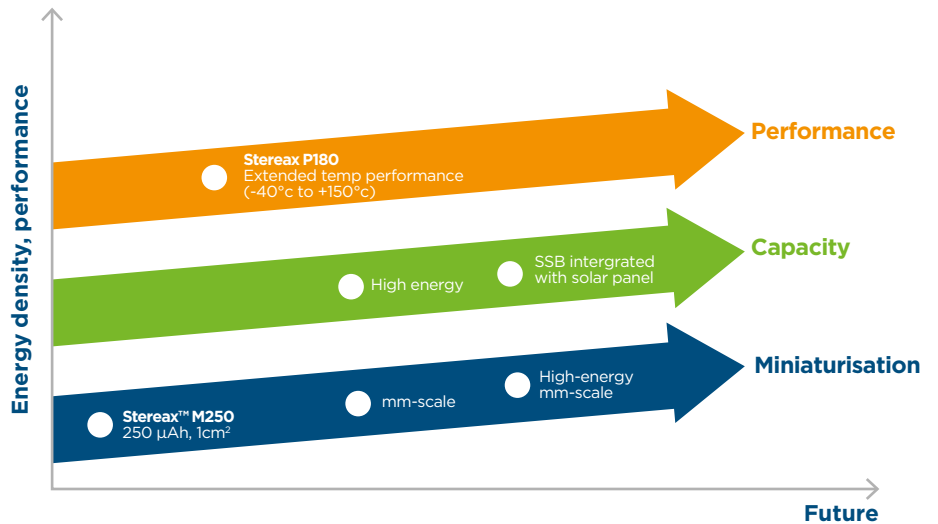 Energy density, performance
Stereax P180
Extended temp performance
(-40°c to +150°c)
Performance
High energy
SSB intergrated
with solar panel
Capacity
Stereax™ M250
250 µAh, 1cm²
mm-scale
High-energy
mm-scale
Miniaturisation
Future